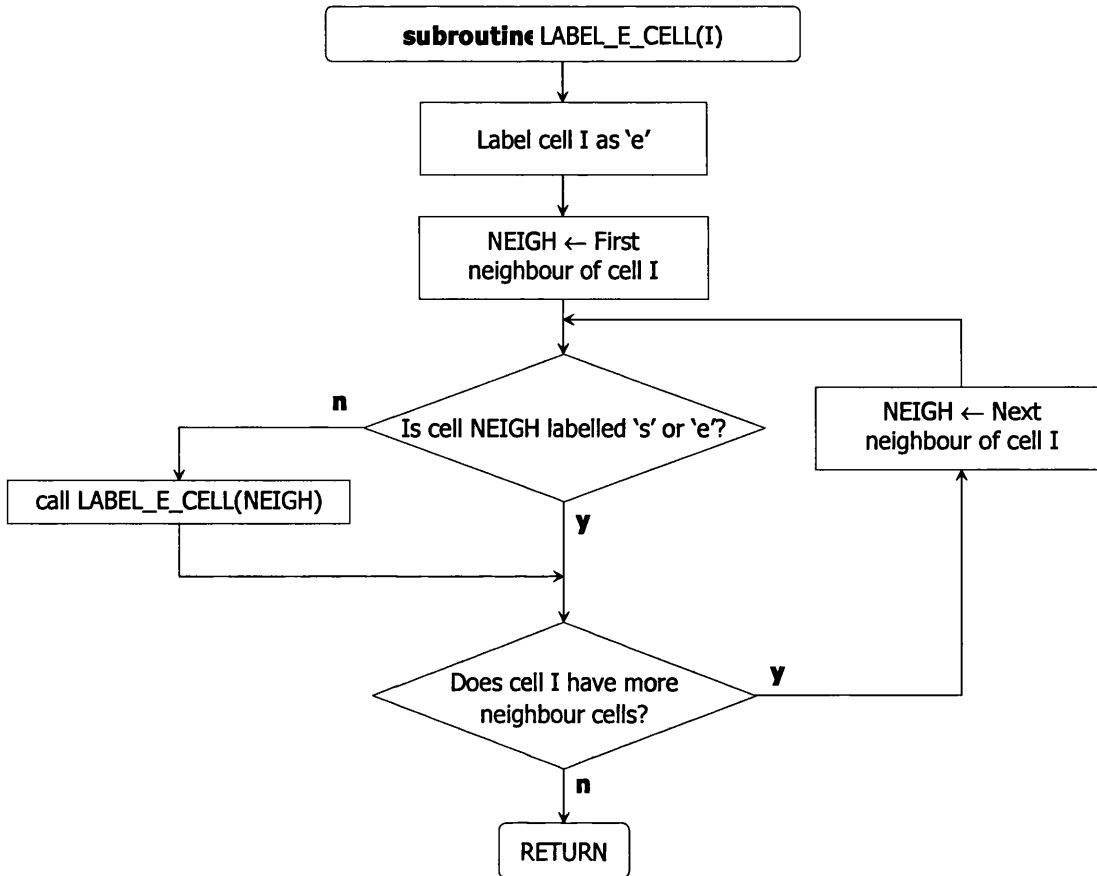 subroutine LABEL_E_CELL(I)
Label cell I as ‘e’
NEIGH ← First
neighbour of cell I
n
Is cell NEIGH labelled ‘s’ or ‘e’?
NEIGH ← Next
neighbour of cell I
call LABEL_E_CELL(NEIGH)
y
Does cell I have more
neighbour cells?
y
n
RETURN